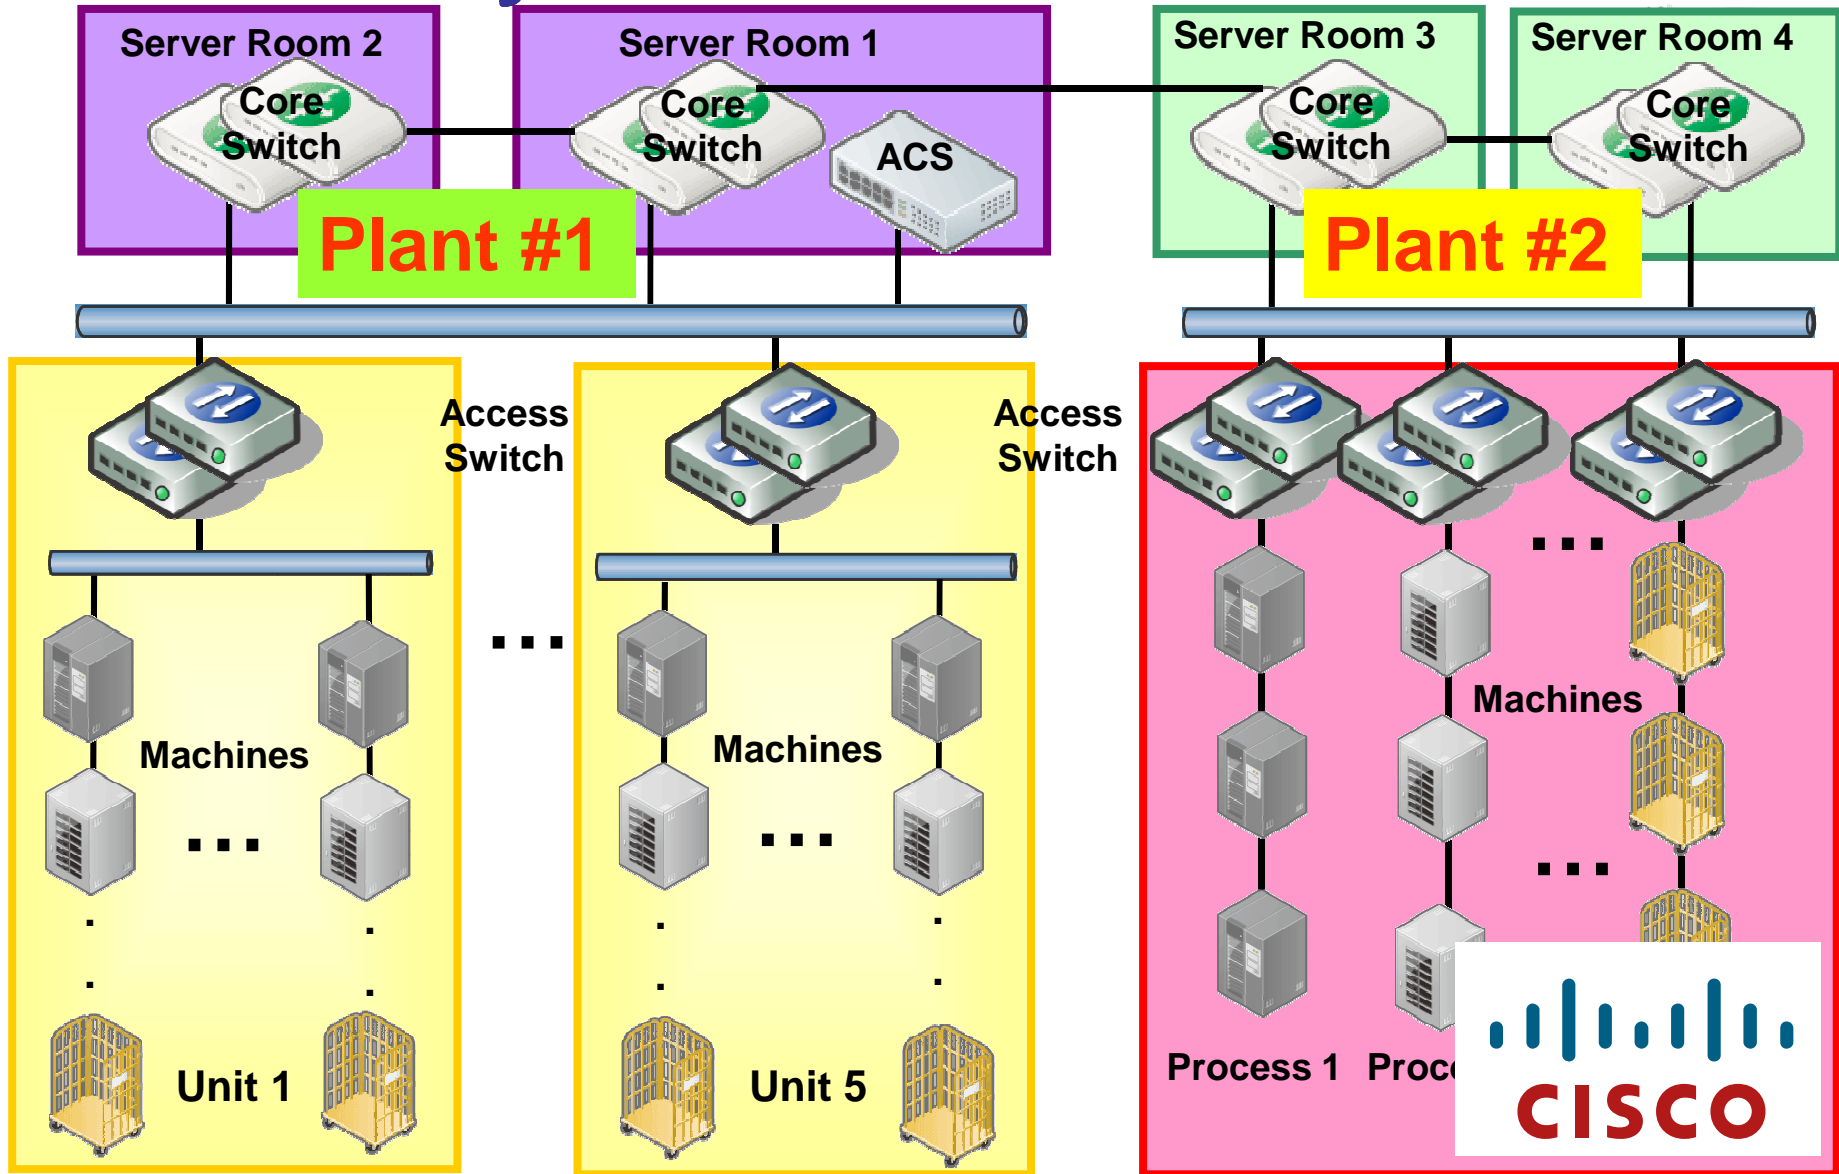 Server Room 2
Server Room 1
Server Room 3
Server Room 4
Core
Switch
Core
Switch
ACS
Core
Switch
Core
Switch
Plant #1
Plant #2
Access
Switch
Access
Switch
Machines
Machines
Machines
Unit 1
Unit 5
Process 1
CISCO